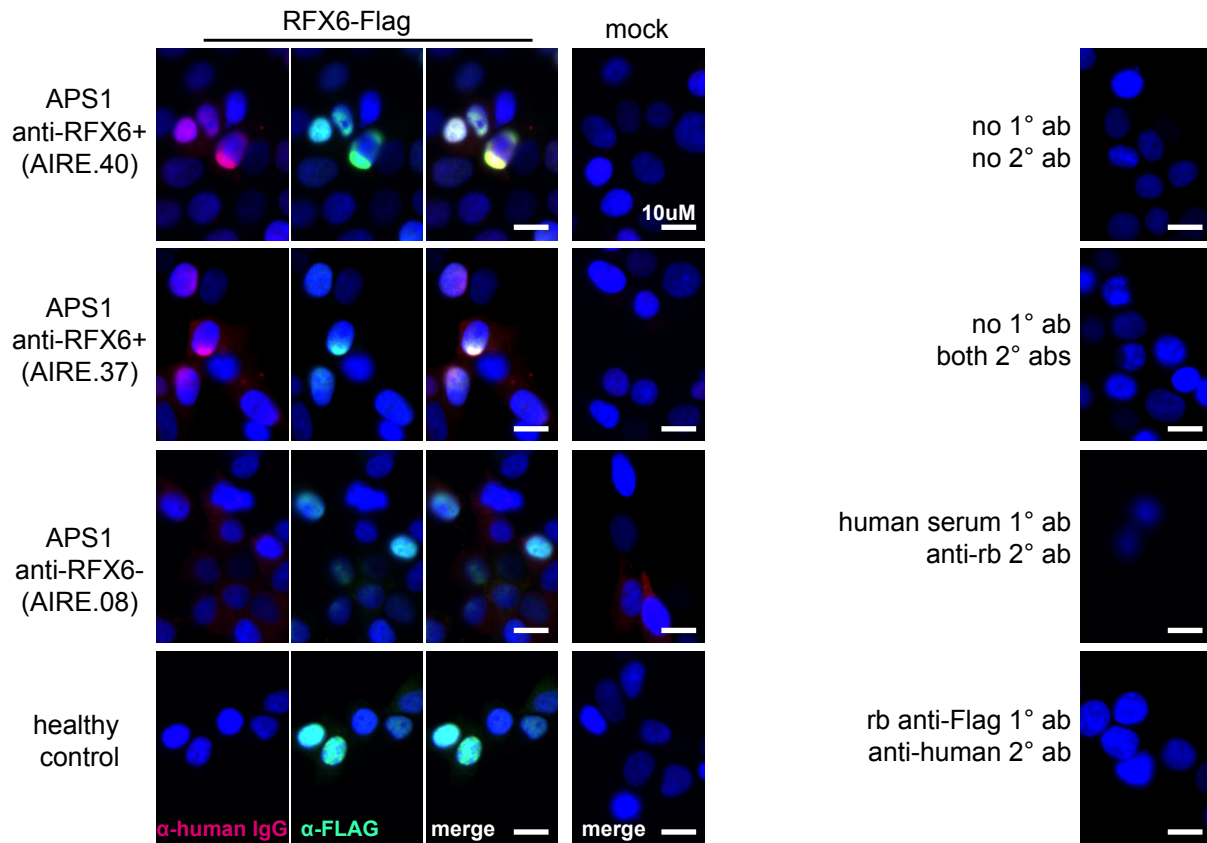 RFX6-Flag
mock
APS1
anti-RFX6+
(AIRE.40)
10uM
no 1° ab
no 2° ab
APS1
anti-RFX6+
(AIRE.37)
no 1° ab
both 2° abs
APS1
anti-RFX6-
(AIRE.08)
human serum 1° ab
anti-rb 2° ab
healthy
control
rb anti-Flag 1° ab
anti-human 2° ab
α-human IgG
α-FLAG
merge
merge